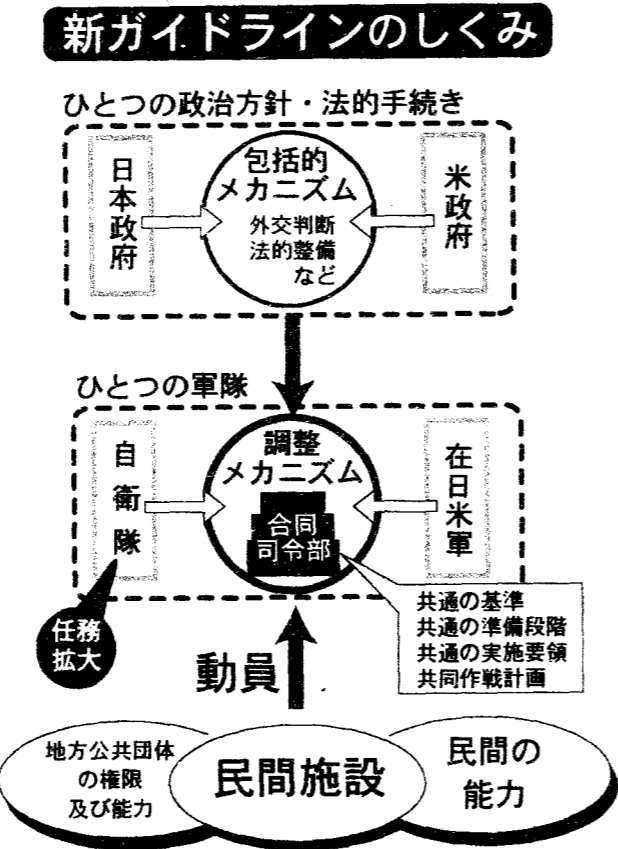 新ガイドラインのしくみ
ひとつの政治方針・法的手続き
日本政府
包括的
メカニズム
外交判断
法的整備
など
米政府
ひとつの軍隊
自衛隊
調整
メカニズム
合同
司令部
在日米軍
任務
拡大
共通の基準
共通の準備段階
共通の実施要領
共同作戦計画
動員
地方公共団体
の権限
及び能力
民間施設
民間の
能力